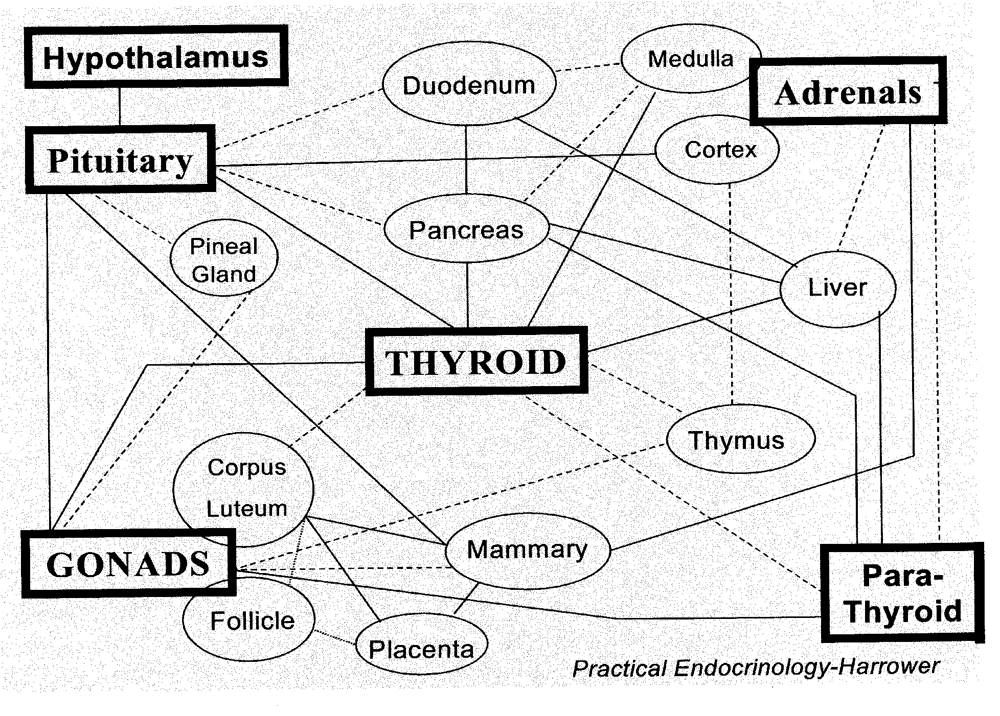 Hypothalamus
Medulla
Duodenum
Adrenals
Pituitary
Cortex
Pancreas
Pineal
Gland
Liver
THYROID
Thymus
Corpus
Luteum
Mammary
GONADS
Para-
Thyroid
Follicle
Placenta
Practical Endocrinology-Harrower